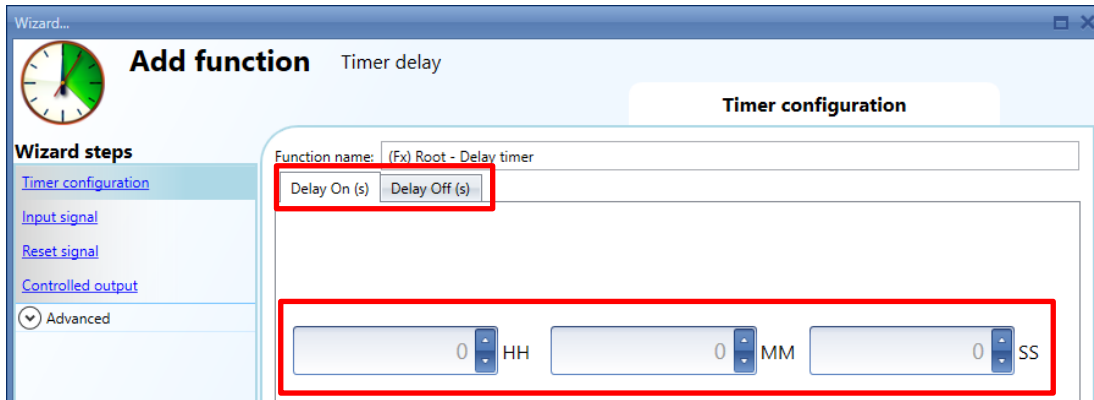 Wizard...
Add function Timer delay
Timer configuration
Wizard steps
Timer configuration
Input signal
Reset signal
Controlled output
Advanced
Function name: (Fx) Root - Delay timer
Delay On (s) Delay Off (s)
0 HH 0 MM 0 SS